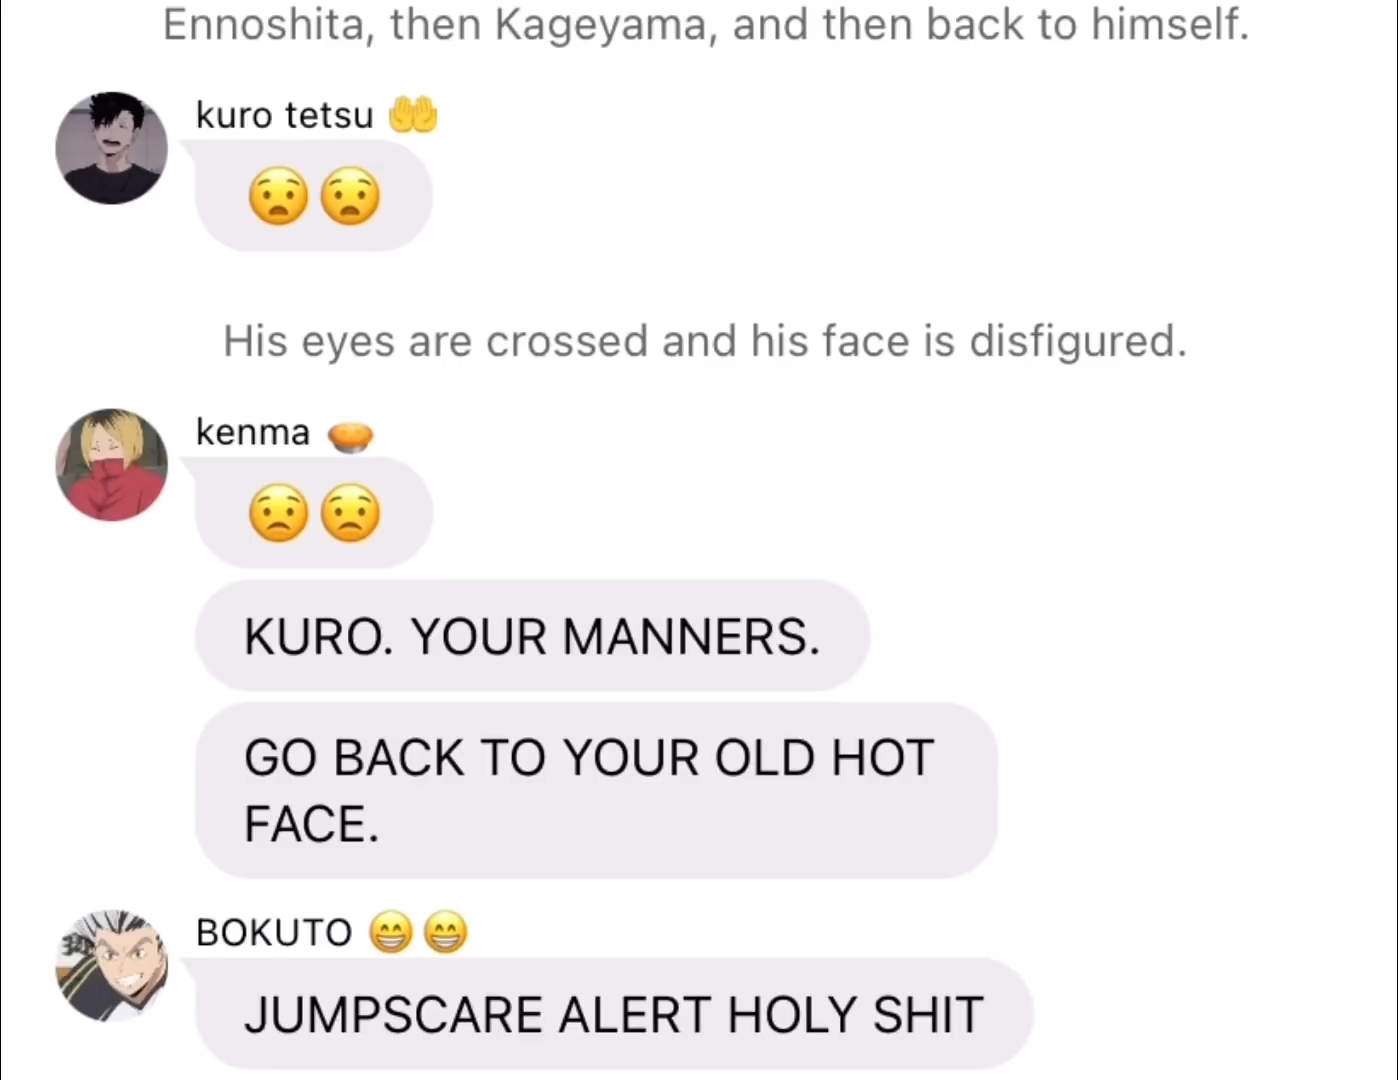 Ennoshita, then Kageyama, and then back to himself.
kuro tetsu 🤲
😧😧
His eyes are crossed and his face is disfigured.
kenma 🥧
😟😟
KURO. YOUR MANNERS.
GO BACK TO YOUR OLD HOT
FACE.
BOKUTO 😁😁
JUMPSCARE ALERT HOLY SHIT